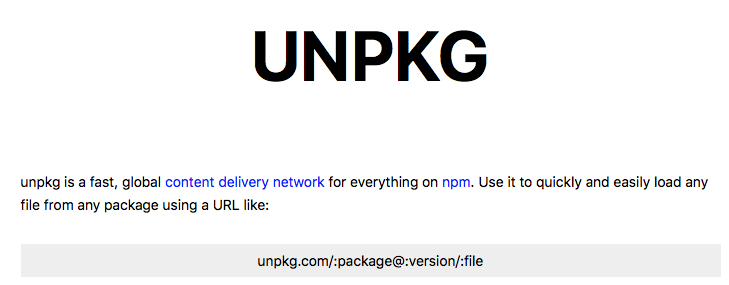 UNPKG
unpkg is a fast, global content delivery network for everything on npm. Use it to quickly and easily load any
file from any package using a URL like:
unpkg.com/:package@:version/:file